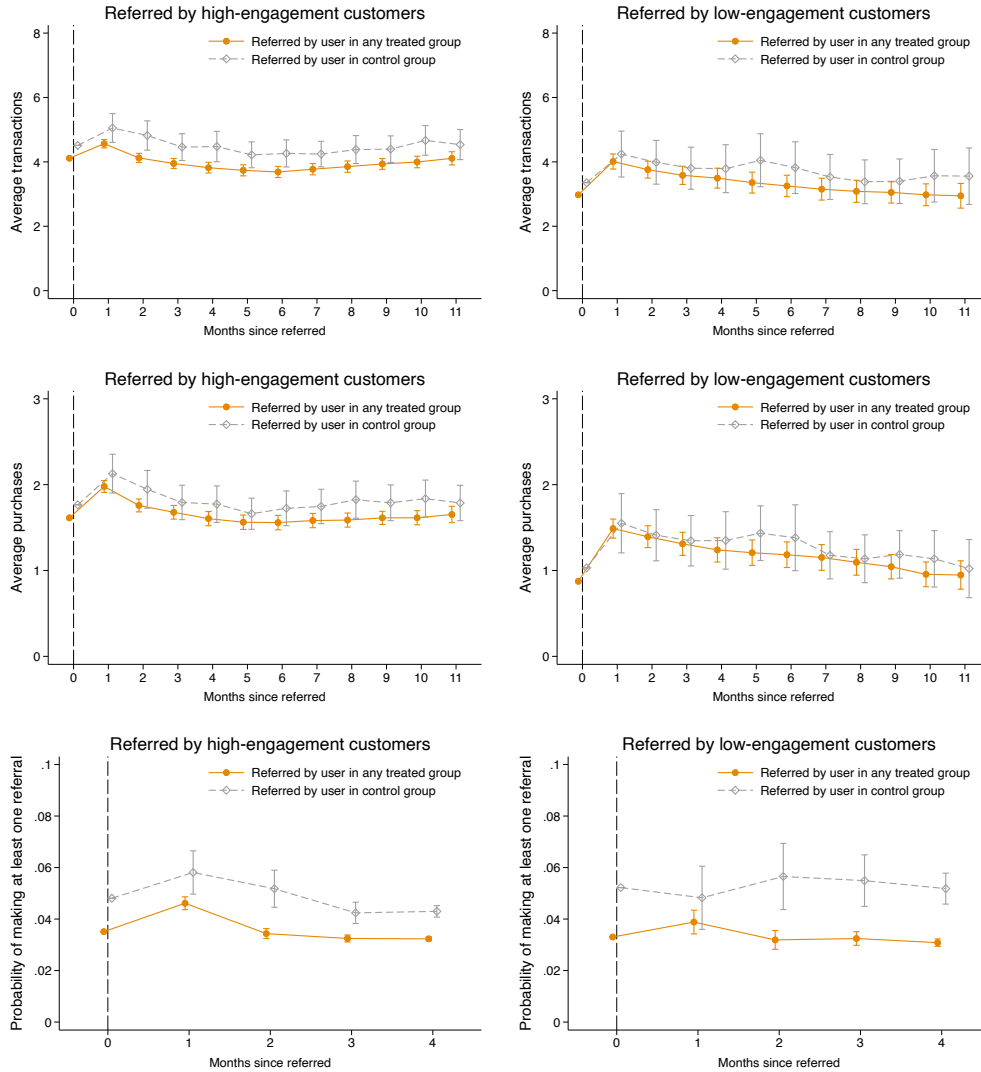 Referred by high-engagement customers
Referred by user in any treated group
Referred by user in control group
Average transactions
8
6
4
2
0
0 1 2 3 4 5 6 7 8 9 10 11
Months since referred
Referred by low-engagement customers
Referred by user in any treated group
Referred by user in control group
Average transactions
8
6
4
2
0
0 1 2 3 4 5 6 7 8 9 10 11
Months since referred
Referred by high-engagement customers
Referred by user in any treated group
Referred by user in control group
Average purchases
3
2
1
0
0 1 2 3 4 5 6 7 8 9 10 11
Months since referred
Referred by low-engagement customers
Referred by user in any treated group
Referred by user in control group
Average purchases
3
2
1
0
0 1 2 3 4 5 6 7 8 9 10 11
Months since referred
Referred by high-engagement customers
Referred by user in any treated group
Referred by user in control group
Probability of making at least one referral
.1
.08
.06
.04
.02
0
0 1 2 3 4
Months since referred
Referred by low-engagement customers
Referred by user in any treated group
Referred by user in control group
Probability of making at least one referral
.1
.08
.06
.04
.02
0
0 1 2 3 4
Months since referred